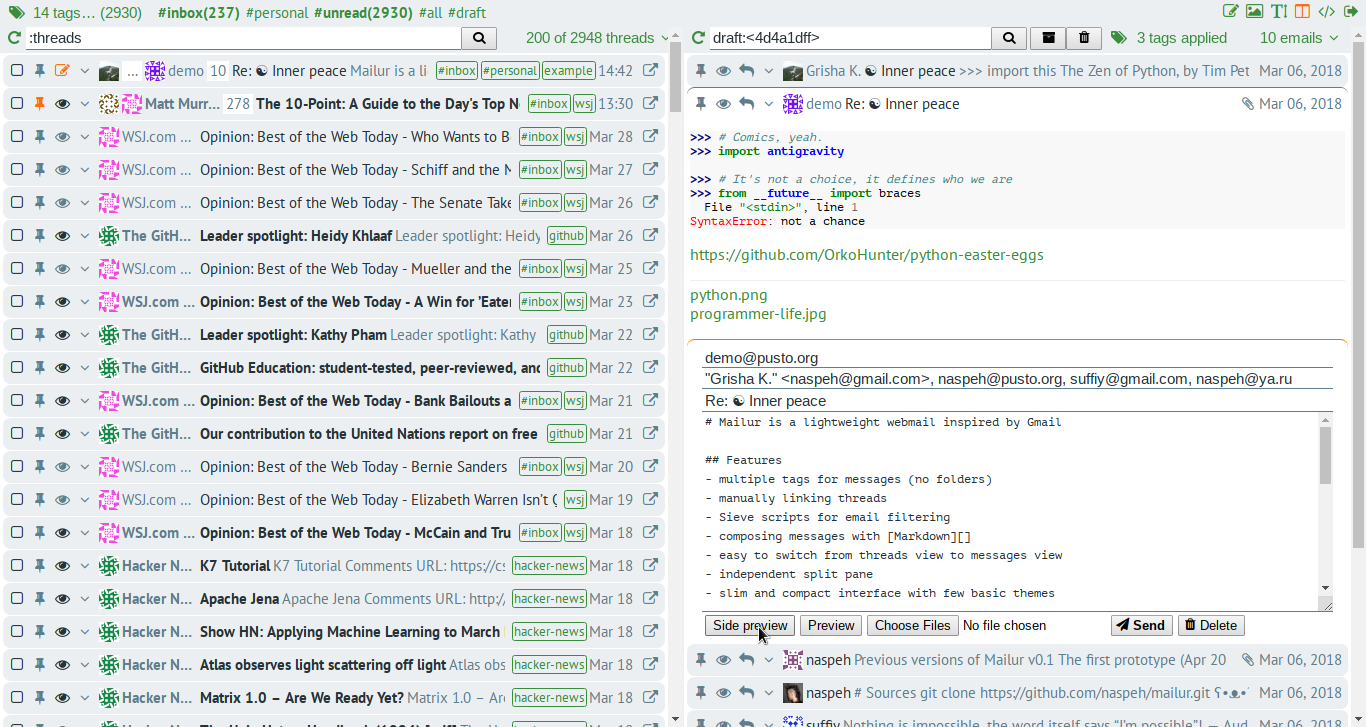 14 tags… (2930) #inbox(237) #personal #unread(2930) #all #draft
:threads 200 of 2948 threads
... demo 10 Re: ☯ Inner peace Mailur is a li #inbox #personal example 14:42
Matt Murr... 278 The 10-Point: A Guide to the Day's Top N #inbox wsj 13:30
WSJ.com ... Opinion: Best of the Web Today - Who Wants to B #inbox wsj Mar 28
WSJ.com ... Opinion: Best of the Web Today - Schiff and the M #inbox wsj Mar 27
WSJ.com ... Opinion: Best of the Web Today - The Senate Take #inbox wsj Mar 26
The GitH... Leader spotlight: Heidy Khlaaf Leader spotlight: Heidy github Mar 26
WSJ.com ... Opinion: Best of the Web Today - Mueller and the #inbox wsj Mar 25
WSJ.com ... Opinion: Best of the Web Today - A Win for 'Eater #inbox wsj Mar 23
The GitH... Leader spotlight: Kathy Pham Leader spotlight: Kathy github Mar 22
The GitH... GitHub Education: student-tested, peer-reviewed, and github Mar 22
WSJ.com ... Opinion: Best of the Web Today - Bank Bailouts a #inbox wsj Mar 21
The GitH... Our contribution to the United Nations report on free github Mar 21
WSJ.com ... Opinion: Best of the Web Today - Bernie Sanders #inbox wsj Mar 20
WSJ.com ... Opinion: Best of the Web Today - Elizabeth Warren Isn't wsj Mar 19
WSJ.com ... Opinion: Best of the Web Today - McCain and Tru #inbox wsj Mar 18
Hacker N... K7 Tutorial K7 Tutorial Comments URL: https://cs hacker-news Mar 18
Hacker N... Apache Jena Apache Jena Comments URL: http:/ hacker-news Mar 18
Hacker N... Show HN: Applying Machine Learning to March hacker-news Mar 18
Hacker N... Atlas observes light scattering off light Atlas obs hacker-news Mar 18
Hacker N... Matrix 1.0 – Are We Ready Yet? Matrix 1.0 – Ar hacker-news Mar 18
draft:<4d4a1dff> 3 tags applied 10 emails
Grisha K. ☯ Inner peace >>> import this The Zen of Python, by Tim Pet Mar 06, 2018
demo Re: ☯ Inner peace Mar 06, 2018
>>> # Comics, yeah.
>>> import antigravity
>>> # It's not a choice, it defines who we are
>>> from __future__ import braces
File "<stdin>", line 1
SyntaxError: not a chance
https://github.com/OrkoHunter/python-easter-eggs
python.png
programmer-life.jpg
demo@pusto.org
"Grisha K." <naspeh@gmail.com>, naspeh@pusto.org, suffiy@gmail.com, naspeh@ya.ru
Re: ☯ Inner peace
# Mailur is a lightweight webmail inspired by Gmail
## Features
- multiple tags for messages (no folders)
- manually linking threads
- Sieve scripts for email filtering
- composing messages with [Markdown][]
- easy to switch from threads view to messages view
- independent split pane
- slim and compact interface with few basic themes
Side preview Preview Choose Files No file chosen Send Delete
naspeh Previous versions of Mailur v0.1 The first prototype (Apr 20 Mar 06, 2018
naspeh # Sources git clone https://github.com/naspeh/mailur.git Mar 06, 2018
suffiy Nothing is impossible, the word itself says "I'm possible"! — Aud Mar 06, 2018